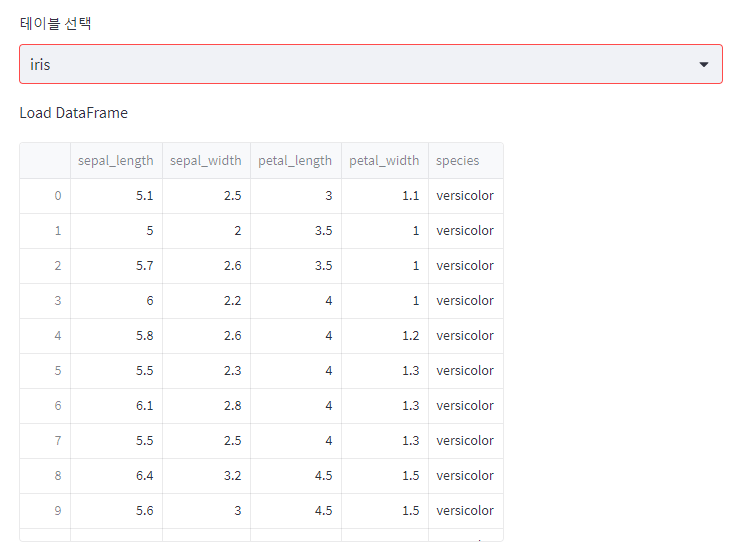 테이블 선택
iris
Load DataFrame
sepal_length sepal_width petal_length petal_width species
0 5.1 2.5 3 1.1 versicolor
1 5 2 3.5 1 versicolor
2 5.7 2.6 3.5 1 versicolor
3 6 2.2 4 1 versicolor
4 5.8 2.6 4 1.2 versicolor
5 5.5 2.3 4 1.3 versicolor
6 6.1 2.8 4 1.3 versicolor
7 5.5 2.5 4 1.3 versicolor
8 6.4 3.2 4.5 1.5 versicolor
9 5.6 3 4.5 1.5 versicolor